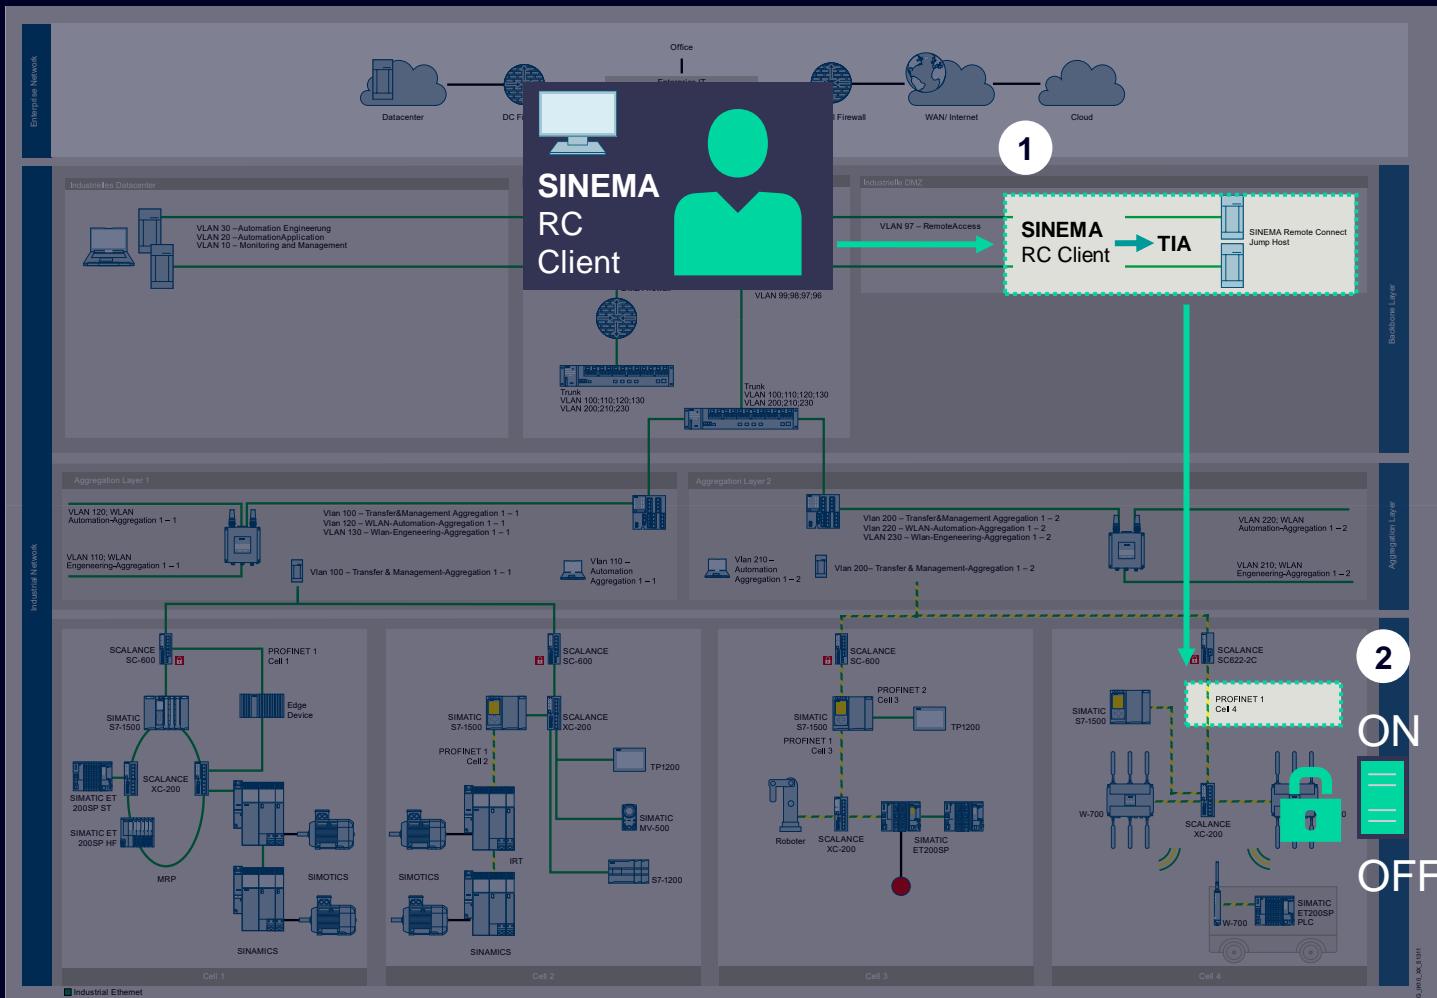 Office
Enterprise Network
Datacenter
WAN/ Internet
Cloud
SINEMA
RC
Client
1
Industrielles Datacenter
VLAN 30 –Automation Engineerung
VLAN 20 –AutomationApplication
VLAN 10 – Monitoring and Management
Industrielle DMZ
VLAN 97 – RemoteAccess
SINEMA
RC Client
TIA
SINEMA Remote Connect
Jump Host
VLAN 99;98;97;96
Trunk
VLAN 100;110;120;130
VLAN 200;210;230
Trunk
VLAN 100;110;120;130
VLAN 200;210;230
Backbone Layer
Industrial Network
Aggregation Layer 1
VLAN 120; WLAN
Automation-Aggregation 1 – 1
VLAN 110; WLAN
Engeneering-Aggregation 1 – 1
Vlan 100 – Transfer&Management Aggregation 1 – 1
Vlan 120 – WLAN-Automation-Aggregation 1 – 1
VLAN 130 – Wlan-Engeneering-Aggregation 1 – 1
Vlan 100 – Transfer & Management-Aggregation 1 – 1
Vlan 110 –
Automation
Aggregation 1 – 1
Aggregation Layer 2
Vlan 200 – Transfer&Management Aggregation 1 – 2
Vlan 220 – WLAN-Automation-Aggregation 1 – 2
VLAN 230 – Wlan-Engeneering-Aggregation 1 – 2
Vlan 210 –
Automation
Aggregation 1 – 2
Vlan 200– Transfer & Management-Aggregation 1 – 2
VLAN 220; WLAN
Automation-Aggregation 1 – 2
VLAN 210; WLAN
Engeneering-Aggregation 1 – 2
Aggregation Layer
SCALANCE
SC-600
PROFINET 1
Cell 1
SIMATIC
S7-1500
Edge
Device
SCALANCE
XC-200
SIMATIC ET
200SP ST
SIMATIC ET
200SP HF
MRP
SIMOTICS
SINAMICS
Cell 1
SCALANCE
SC-600
SIMATIC
S7-1500
SCALANCE
XC-200
PROFINET 1
Cell 2
TP1200
SIMATIC
MV-500
IRT
S7-1200
SIMOTICS
SINAMICS
Cell 2
SCALANCE
SC-600
PROFINET 2
Cell 3
SIMATIC
S7-1500
TP1200
PROFINET 1
Cell 3
Roboter
SCALANCE
XC-200
SIMATIC
ET200SP
Cell 3
SCALANCE
SC622-2C
2
PROFINET 1
Cell 4
SIMATIC
S7-1500
ON
OFF
W-700
SCALANCE
XC-200
W-700
SIMATIC
ET200SP
PLC
Cell 4
Industrial Ethernet